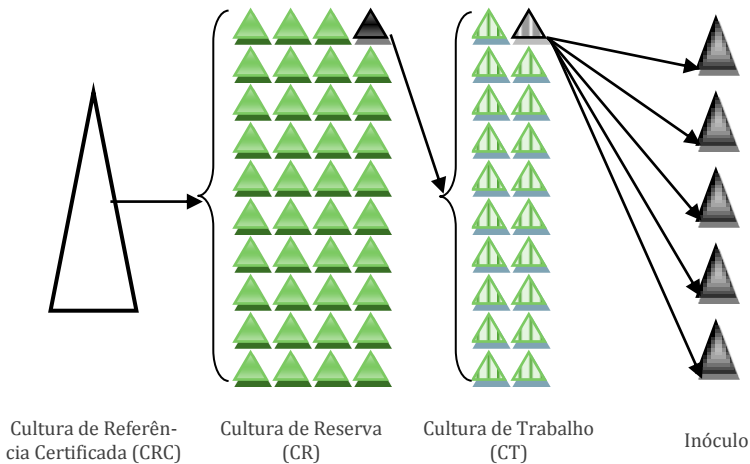 Cultura de Referên-
cia Certificada (CRC)
Cultura de Reserva
(CR)
Cultura de Trabalho
(CT)
Inóculo